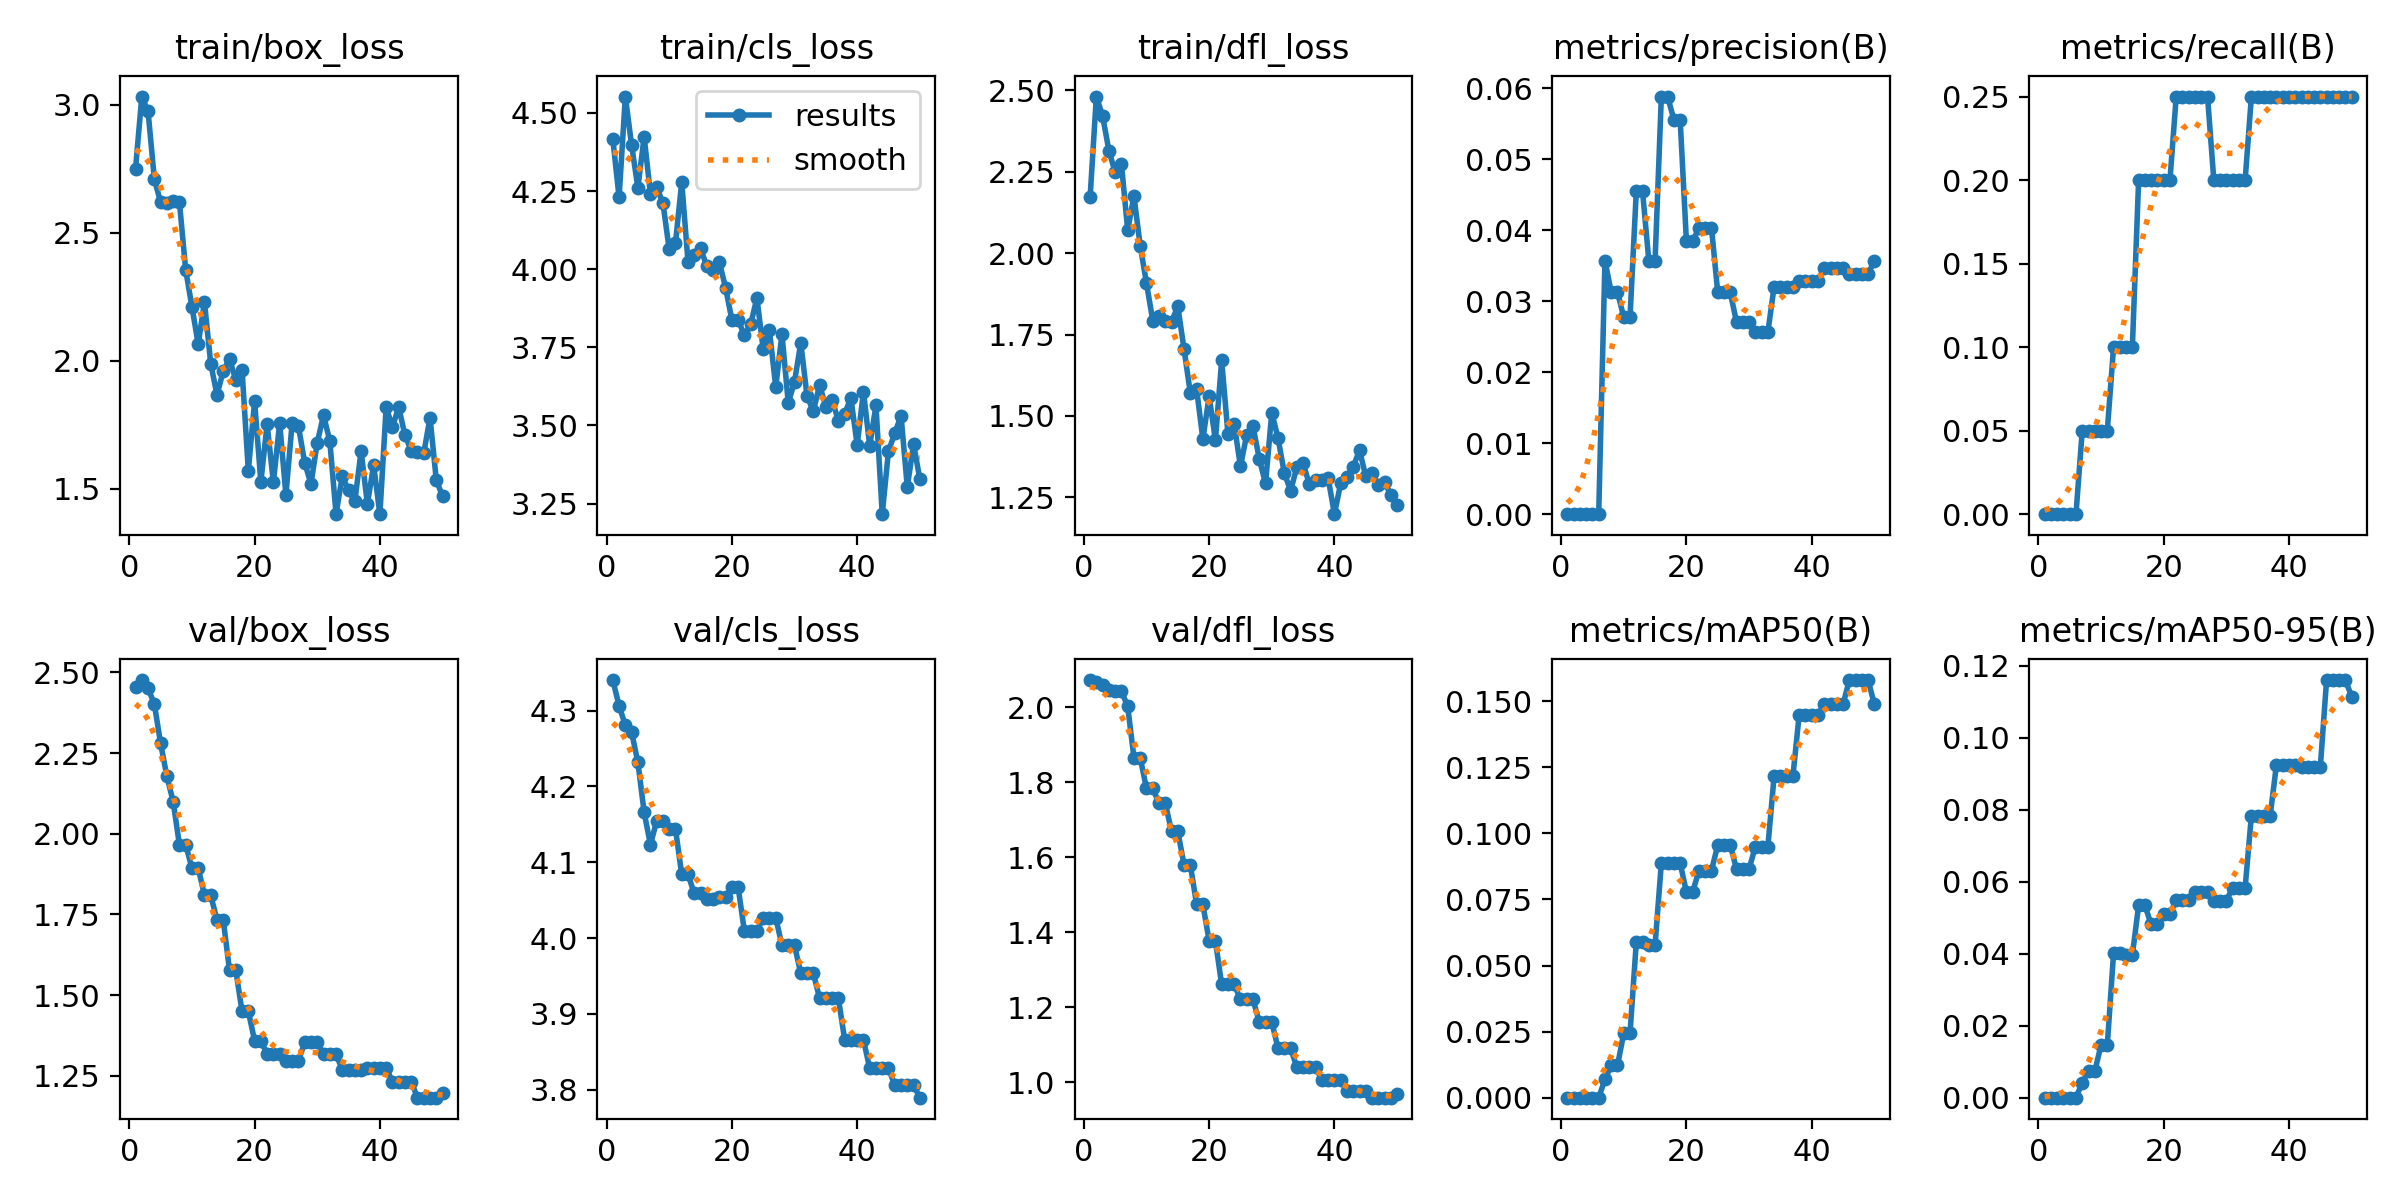 train/box_loss
train/cls_loss
train/dfl_loss
metrics/precision(B)
metrics/recall(B)
3.0
2.5
2.0
1.5
0 20 40
results
smooth
4.50
4.25
4.00
3.75
3.50
3.25
0 20 40
2.50
2.25
2.00
1.75
1.50
1.25
0 20 40
0.06
0.05
0.04
0.03
0.02
0.01
0.00
0 20 40
0.25
0.20
0.15
0.10
0.05
0.00
0 20 40
val/box_loss
val/cls_loss
val/dfl_loss
metrics/mAP50(B)
metrics/mAP50-95(B)
2.50
2.25
2.00
1.75
1.50
1.25
0 20 40
4.3
4.2
4.1
4.0
3.9
3.8
0 20 40
2.0
1.8
1.6
1.4
1.2
1.0
0 20 40
0.150
0.125
0.100
0.075
0.050
0.025
0.000
0 20 40
0.12
0.10
0.08
0.06
0.04
0.02
0.00
0 20 40